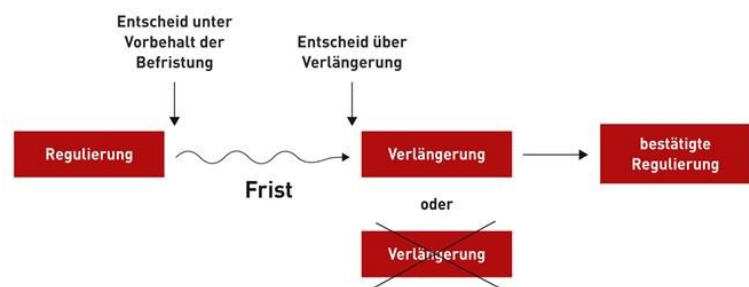 Entscheid unter
Vorbehalt der
Befristung
Entscheid über
Verlängerung
Regulierung
Frist
Verlängerung
bestätigte
Regulierung
oder
Verlängerung